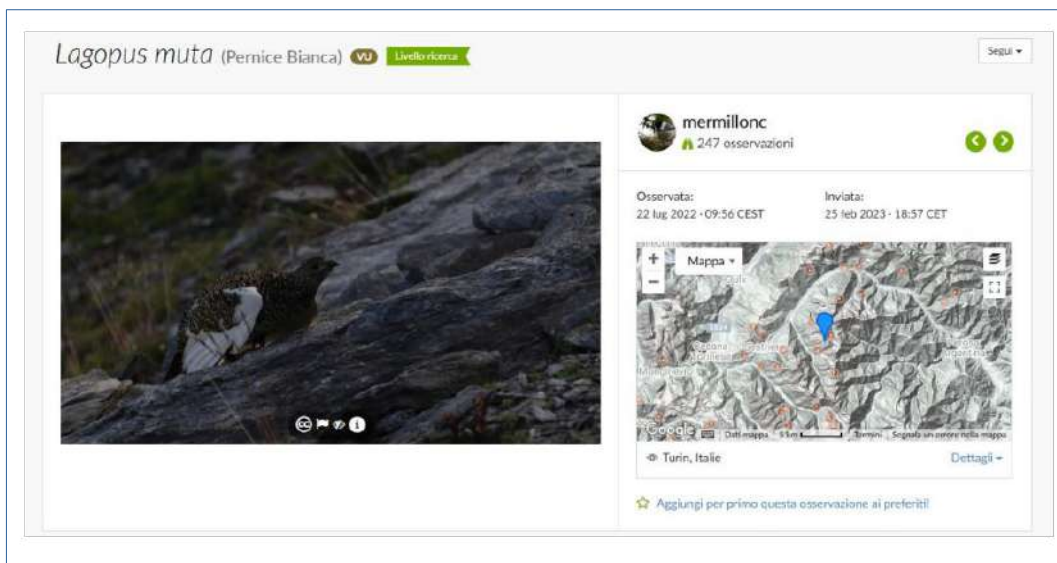 Lagopus muta (Pernice Bianca) VU Livello ricerca
Segui
mermillonc
247 osservazioni
Osservata:
22 lug 2022 · 09:56 CEST
Inviata:
25 feb 2023 · 18:57 CET
+
Mappa
−
Google
Dati mappa
5 km
Termini
Segnala un errore nella mappa
Turin, Italie
Dettagli
Aggiungi per primo questa osservazione ai preferiti!